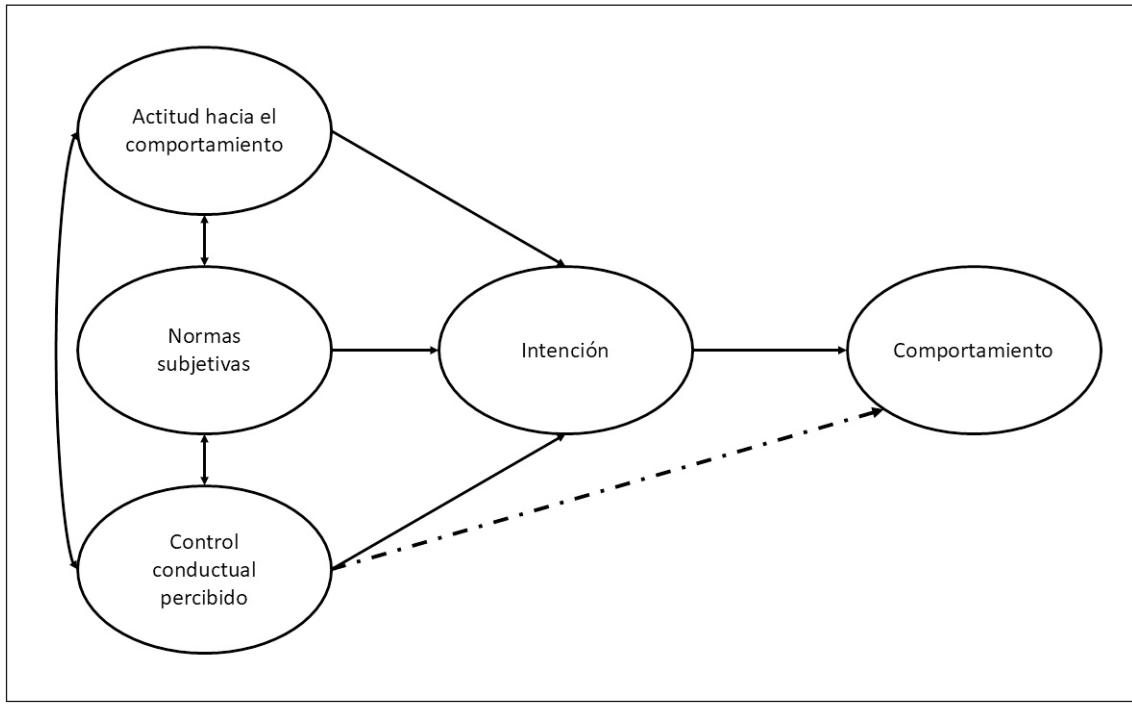 Actitud hacia el
comportamiento
Normas
subjetivas
Intención
Comportamiento
Control
conductual
percibido